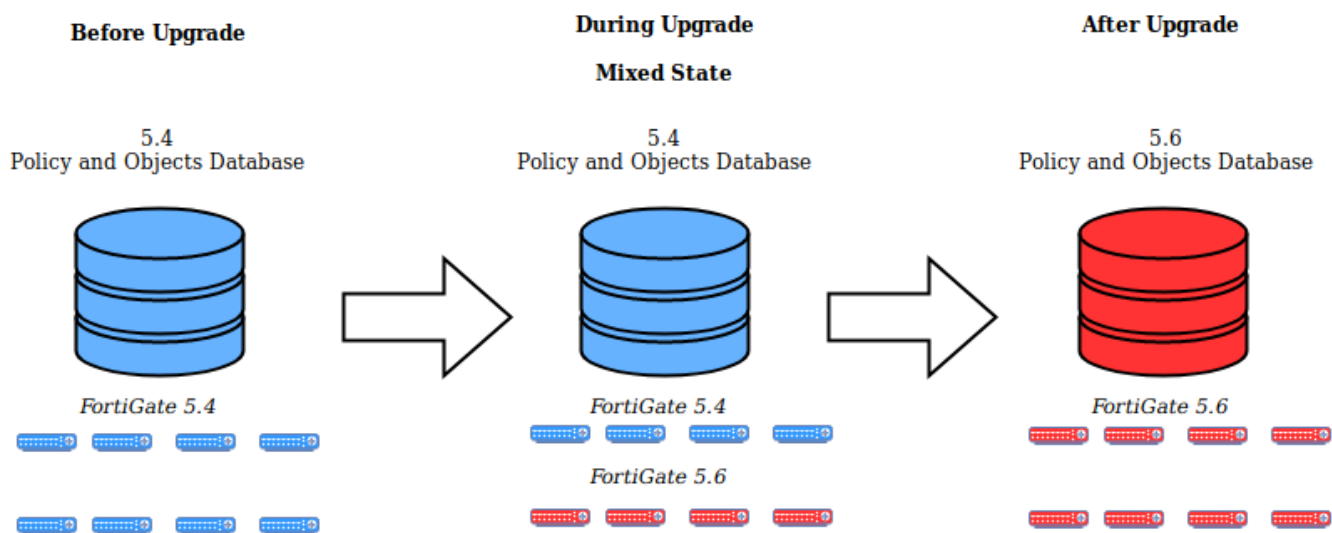 Before Upgrade
During Upgrade
Mixed State
After Upgrade
5.4
Policy and Objects Database
5.4
Policy and Objects Database
5.6
Policy and Objects Database
FortiGate 5.4
FortiGate 5.4
FortiGate 5.6
FortiGate 5.6